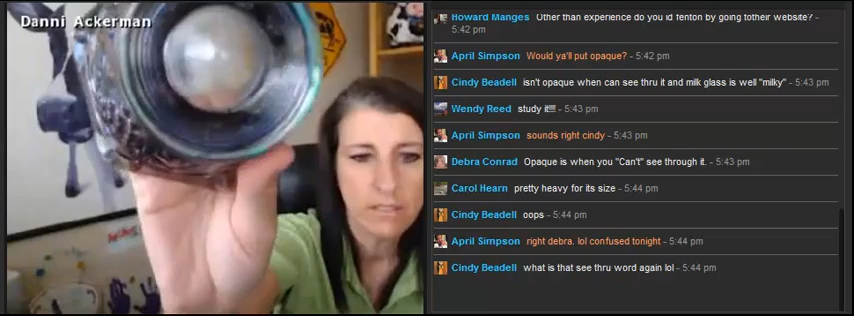 Danni Ackerman
Howard Manges Other than experience do you id fenton by going tother website? -
5:42 pm
April Simpson Would ya'll put opaque? - 5:42 pm
Cindy Beadell isn't opaque when can see thru it and milk glass is well "milky" - 5:43 pm
Wendy Reed study it!!! - 5:43 pm
April Simpson sounds right cindy - 5:43 pm
Debra Conrad Opaque is when you "Can't" see through it. - 5:43 pm
Carol Hearn pretty heavy for its size - 5:44 pm
Cindy Beadell oops - 5:44 pm
April Simpson right debra. lol confused tonight - 5:44 pm
Cindy Beadell what is that see thru word again lol - 5:44 pm